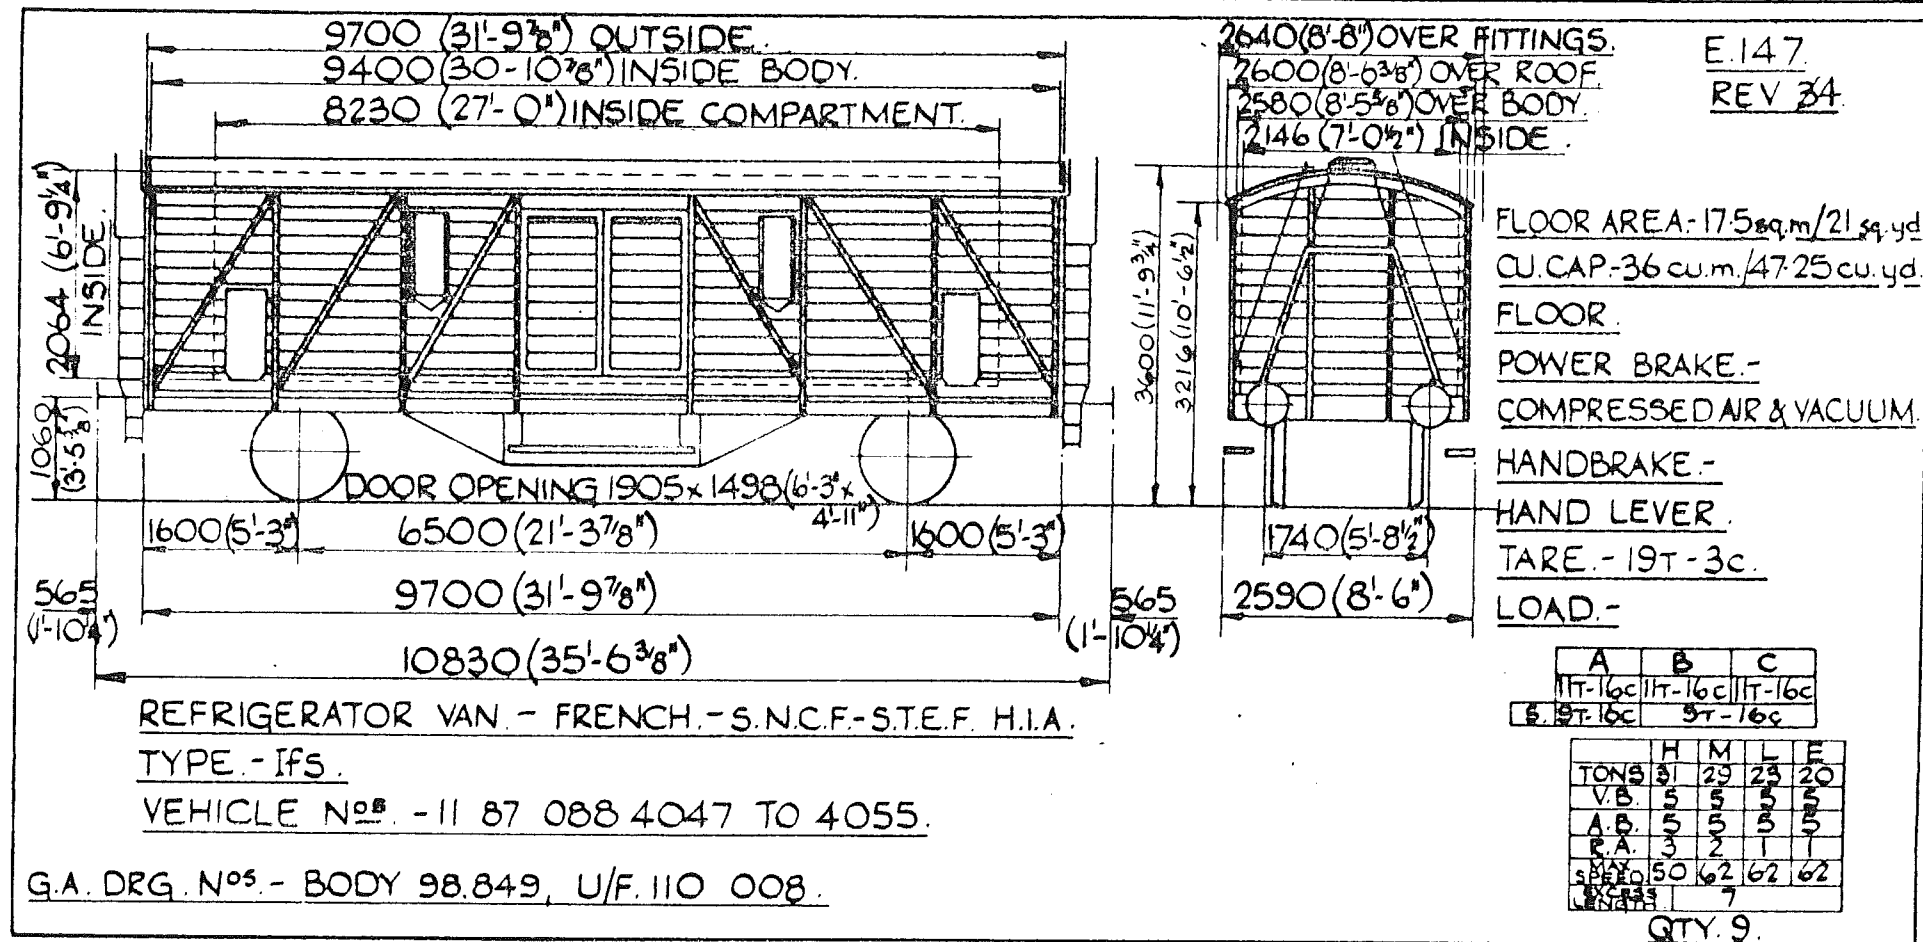 9700 (31'-9⅞") OUTSIDE.
9400 (30-10⅞") INSIDE BODY.
8230 (27'-0") INSIDE COMPARTMENT.
2640 (8'-8") OVER FITTINGS.
2600 (8'-6⅜") OVER ROOF.
2580 (8'-5⅝") OVER BODY.
2146 (7'-0½") INSIDE.
E.147.
REV 34
2064 (6'-9¼")
INSIDE.
1060
(3'-5¾")
3600 (11'-9¾")
3216 (10'-6½")
FLOOR AREA:- 17·5sq.m/21 sq.yd
CU.CAP.-36 cu.m./47·25 cu.yd.
FLOOR.
POWER BRAKE.-
COMPRESSED AIR & VACUUM.
HANDBRAKE.-
HAND LEVER.
TARE.- 19T-3c.
LOAD.-
DOOR OPENING 1905 x 1498 (6'-3" x
4'-11")
1600 (5'-3")
6500 (21'-3⅞")
1600 (5'-3")
1740 (5'-8½")
565
(1'-10¼")
9700 (31'-9⅞")
565
(1'-10¼")
2590 (8'-6")
10830 (35'-6⅜")
A B C
11T-16c 11T-16c 11T-16c
S. 9T-16c 9T-16c
H M L E
TONS 31 29 20
V.B. 5 5 5 5
A.B. 5 5 5 5
R.A. 3 2 1 1
MAX. SPEED 50 62 62 62
EXCESS LENGTH 7
QTY. 9.
REFRIGERATOR VAN.- FRENCH.- S.N.C.F.-S.T.E.F. H.I.A.
TYPE.- IFS.
VEHICLE Nos. - 11 87 088 4047 TO 4055.
G.A. DRG. Nos.- BODY 98.849, U/F. 110 008.